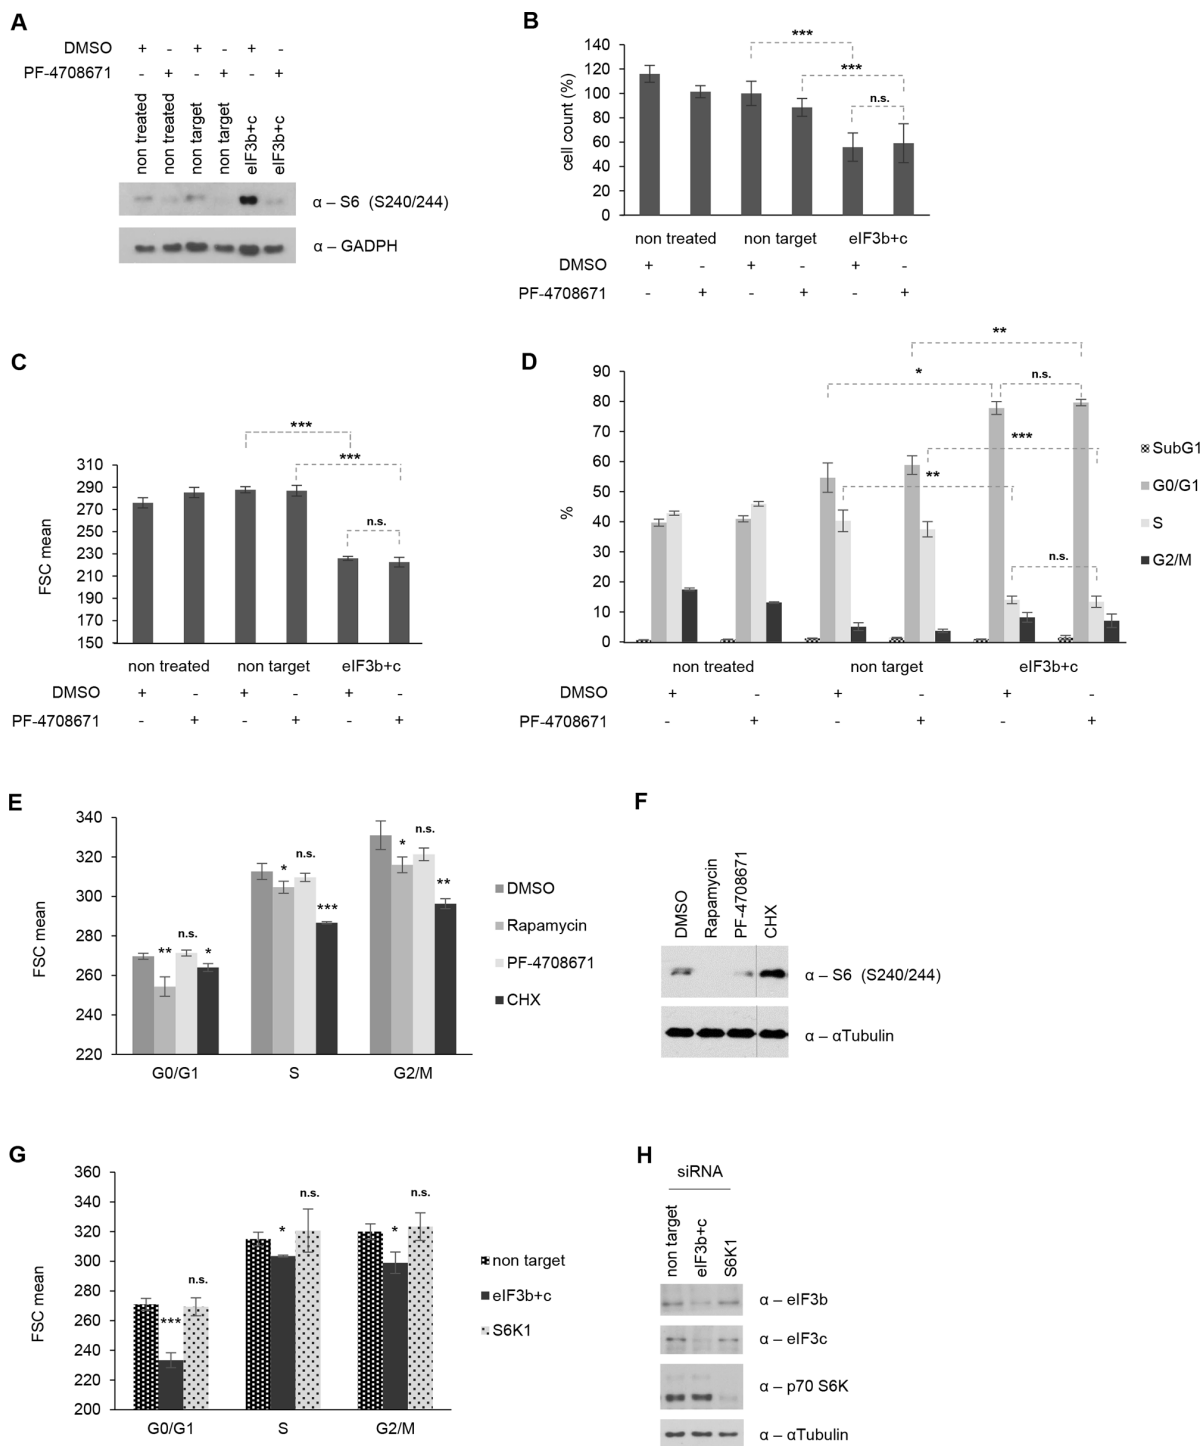 A
DMSO + - + - + -
PF-4708671 - + - + - +
non treated
non treated
non target
non target
eIF3b+c
eIF3b+c
α – S6 (S240/244)
α – GADPH
B
cell count (%)
140
120
100
80
60
40
20
0
***
***
n.s.
non treated non target eIF3b+c
DMSO + - + - + -
PF-4708671 - + - + - +
C
FSC mean
310
290
270
250
230
210
190
170
150
***
***
n.s.
non treated non target eIF3b+c
DMSO + - + - + -
PF-4708671 - + - + - +
D
%
90
80
70
60
50
40
30
20
10
0
**
*
n.s.
***
**
n.s.
SubG1
G0/G1
S
G2/M
non treated non target eIF3b+c
DMSO + - + - + -
PF-4708671 - + - + - +
E
FSC mean
340
320
300
280
260
240
220
** n.s. *
* n.s. ***
* n.s. **
G0/G1 S G2/M
DMSO
Rapamycin
PF-4708671
CHX
F
DMSO
Rapamycin
PF-4708671
CHX
α – S6 (S240/244)
α – αTubulin
G
FSC mean
360
340
320
300
280
260
240
220
200
*** n.s.
* n.s.
* n.s.
G0/G1 S G2/M
non target
eIF3b+c
S6K1
H
siRNA
non target
eIF3b+c
S6K1
α – eIF3b
α – eIF3c
α – p70 S6K
α – αTubulin